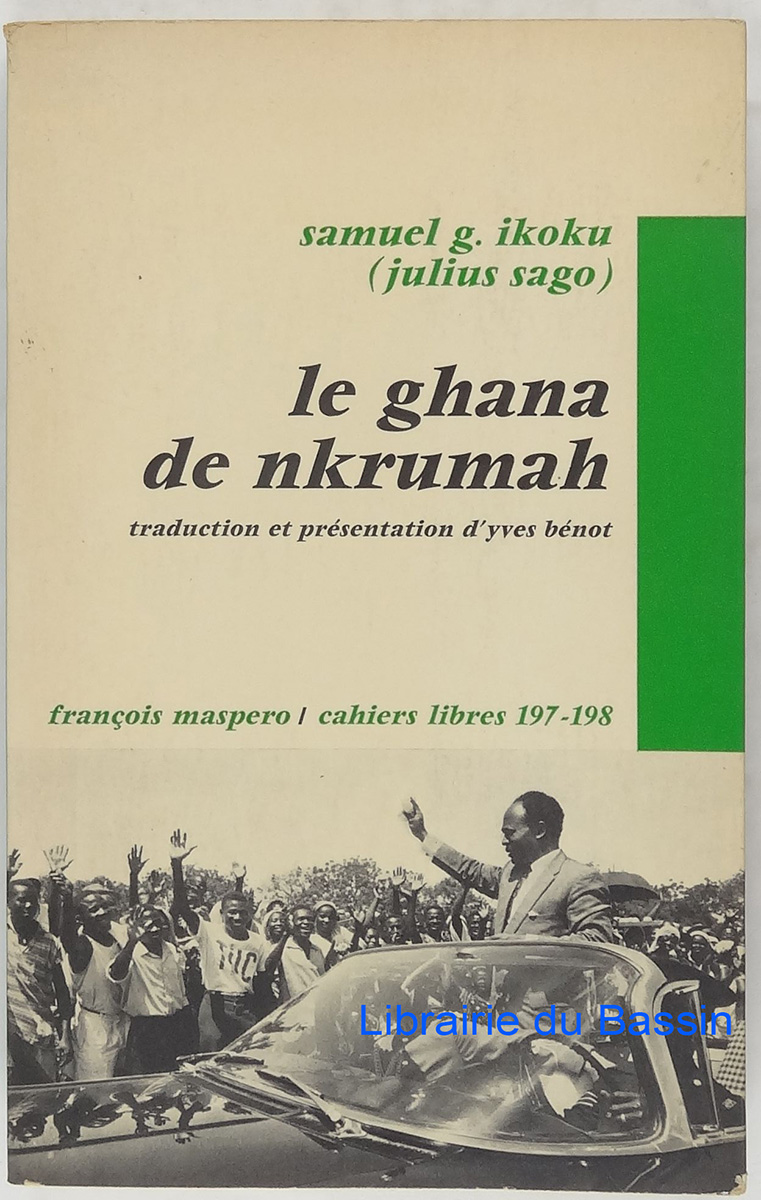 samuel g. ikoku
(julius sago)
le ghana
de nkrumah
traduction et présentation d'yves bénot
françois maspero / cahiers libres 197-198
TUC
Librairie du Bassin